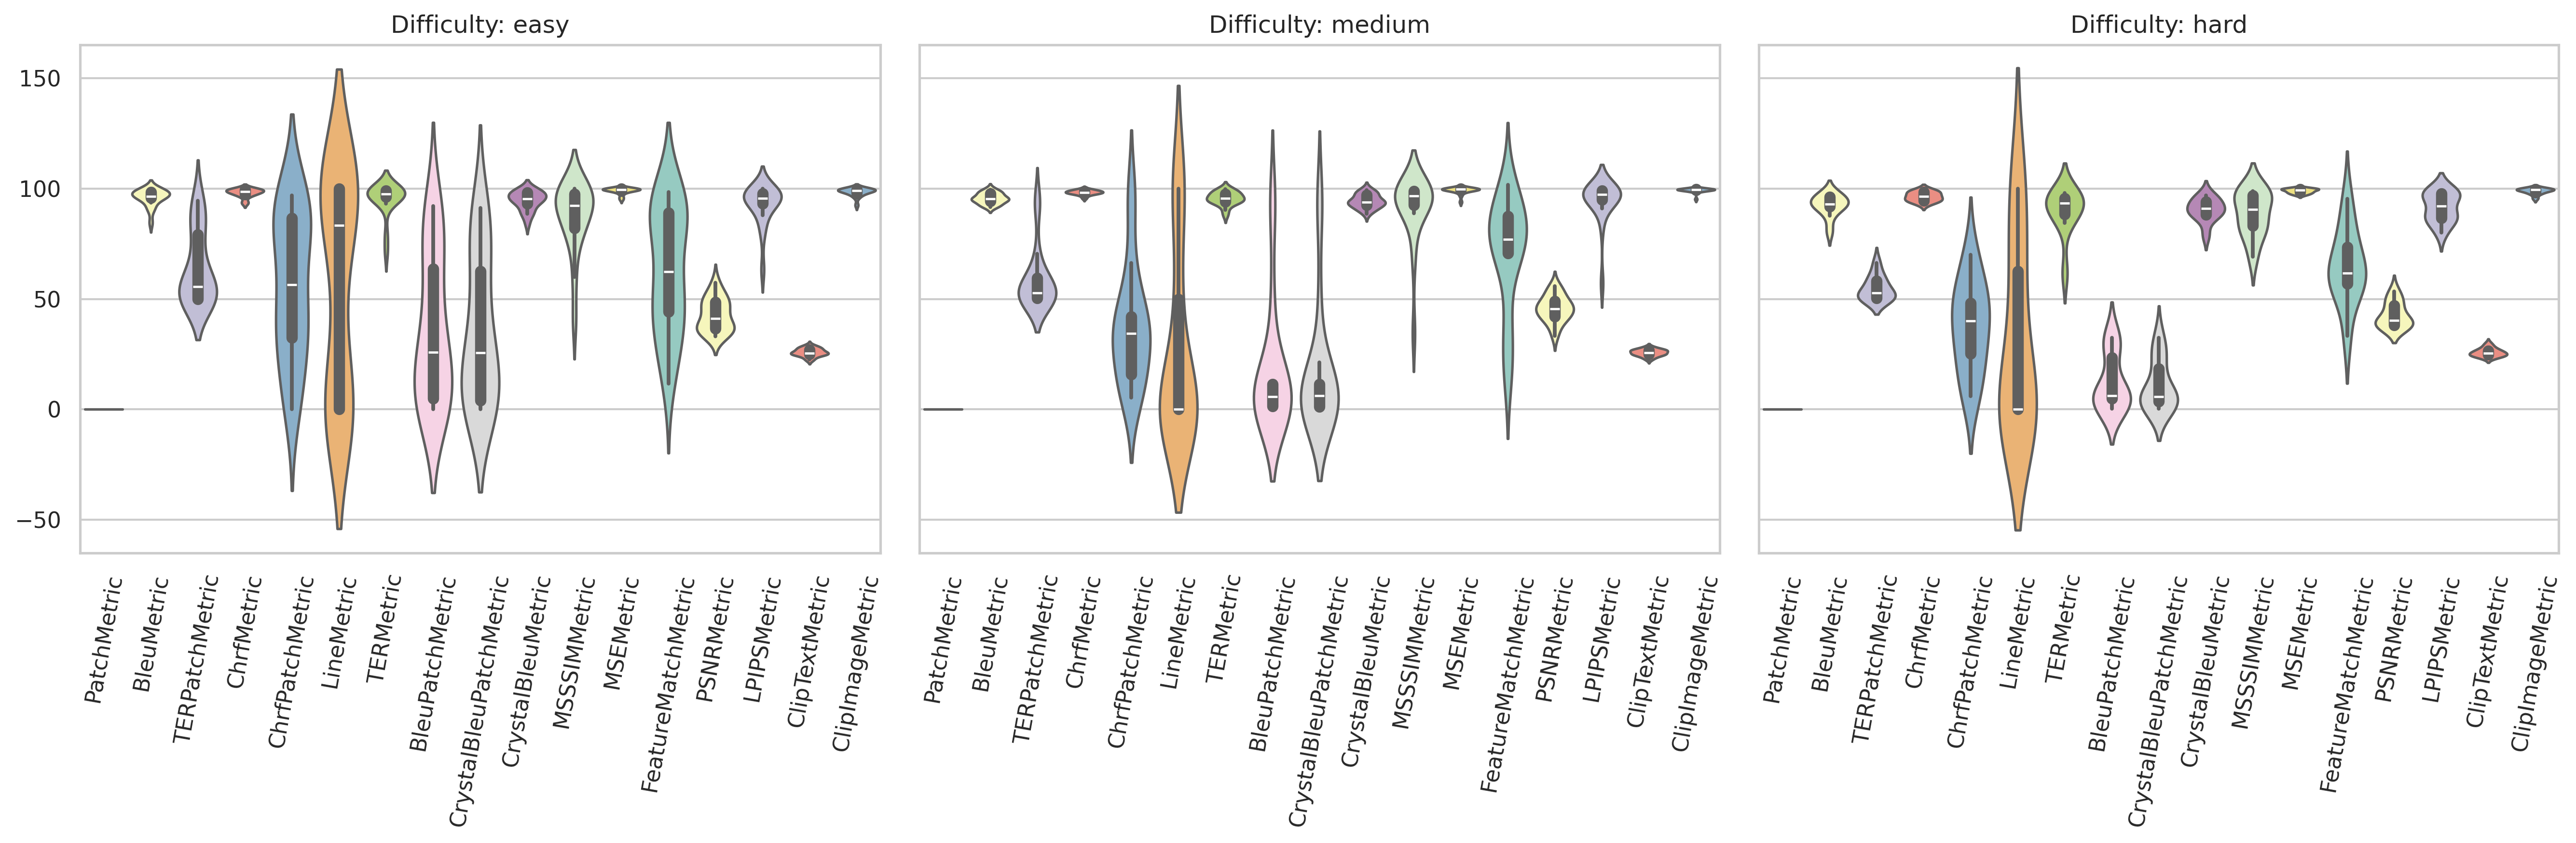 Difficulty: easy
Difficulty: medium
Difficulty: hard
150
100
50
0
−50
PatchMetric
BleuMetric
TERPatchMetric
ChrfMetric
ChrfPatchMetric
LineMetric
TERMetric
BleuPatchMetric
CrystalBleuPatchMetric
CrystalBleuMetric
MSSSIMMetric
MSEMetric
FeatureMatchMetric
PSNRMetric
LPIPSMetric
ClipTextMetric
ClipImageMetric
PatchMetric
BleuMetric
TERPatchMetric
ChrfMetric
ChrfPatchMetric
LineMetric
TERMetric
BleuPatchMetric
CrystalBleuPatchMetric
CrystalBleuMetric
MSSSIMMetric
MSEMetric
FeatureMatchMetric
PSNRMetric
LPIPSMetric
ClipTextMetric
ClipImageMetric
PatchMetric
BleuMetric
TERPatchMetric
ChrfMetric
ChrfPatchMetric
LineMetric
TERMetric
BleuPatchMetric
CrystalBleuPatchMetric
CrystalBleuMetric
MSSSIMMetric
MSEMetric
FeatureMatchMetric
PSNRMetric
LPIPSMetric
ClipTextMetric
ClipImageMetric